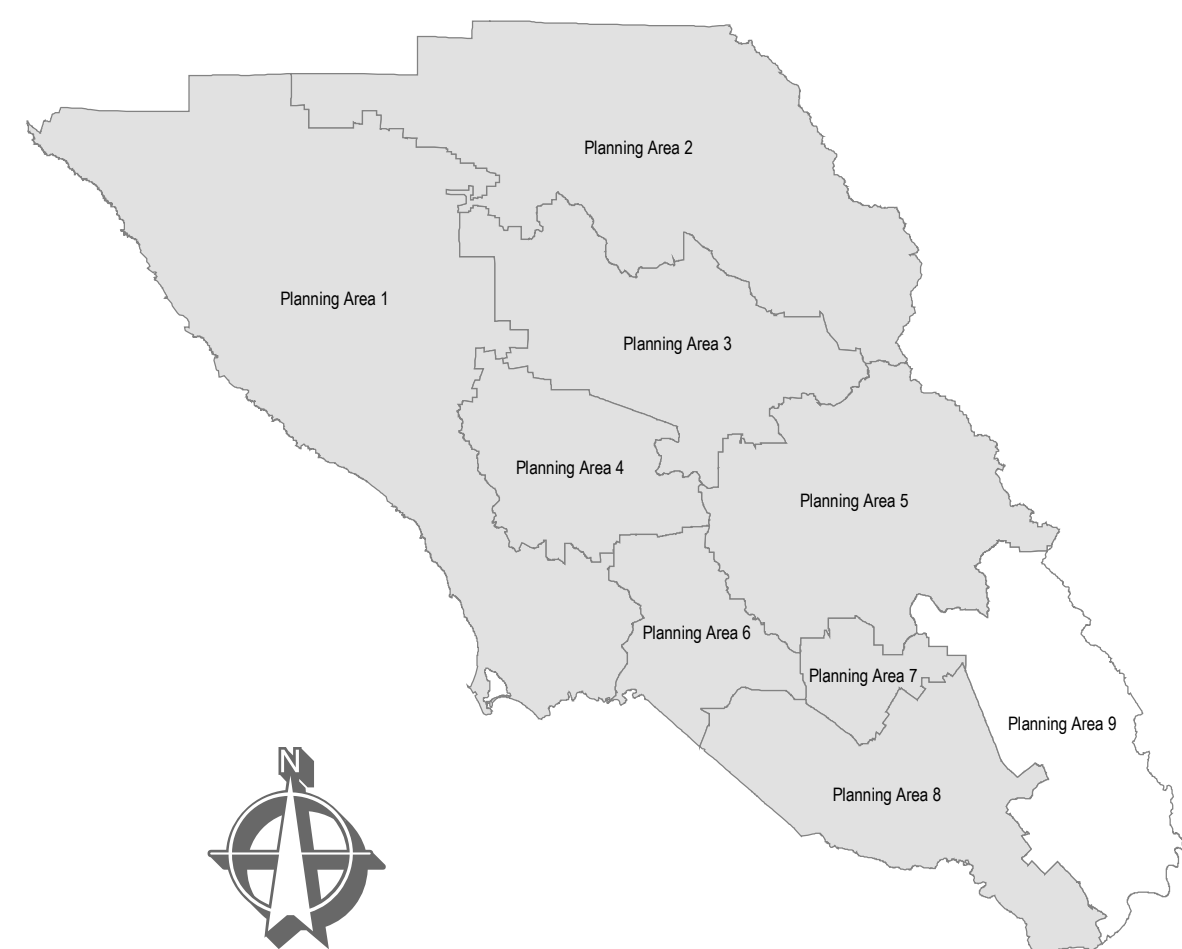 Planning Area 2
Planning Area 1
Planning Area 3
Planning Area 4
Planning Area 5
Planning Area 6
Planning Area 7
Planning Area 9
Planning Area 8
N